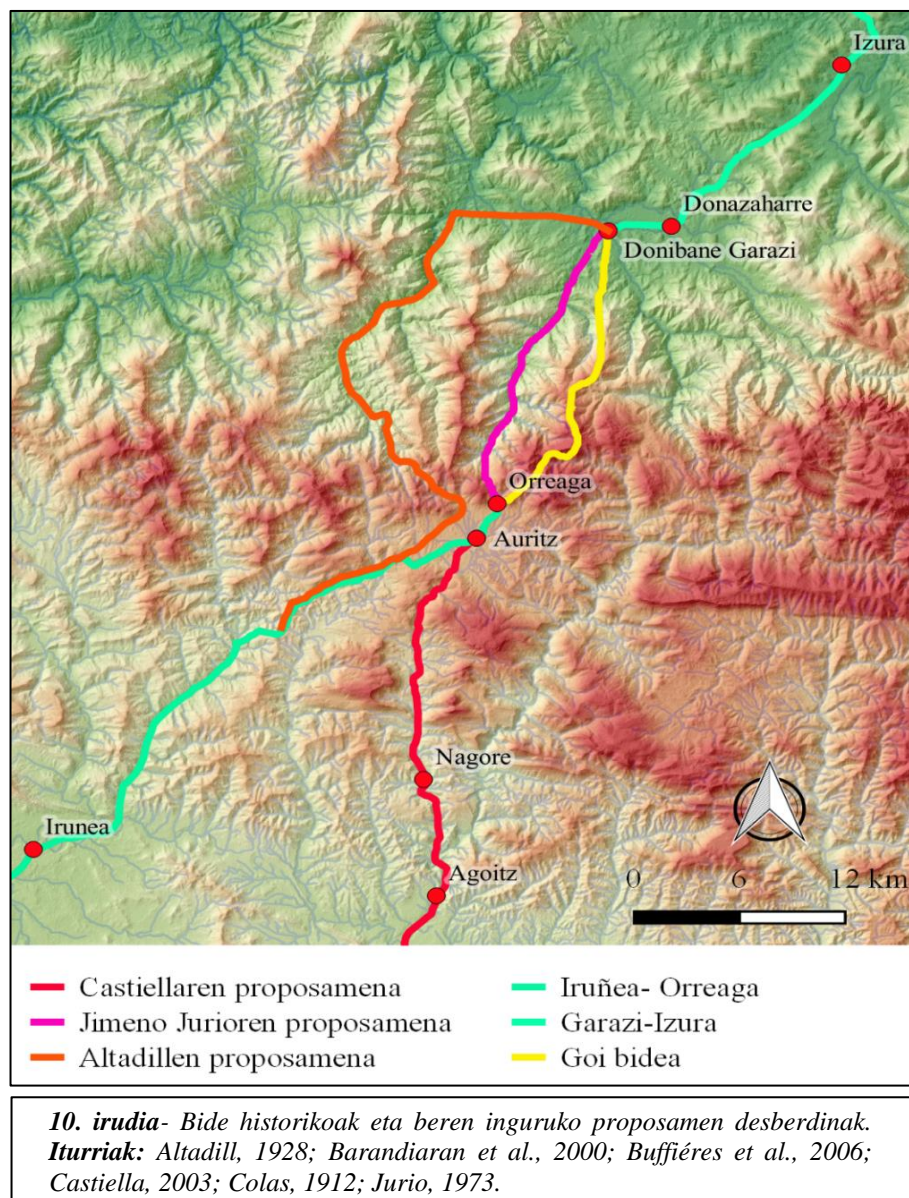 Izura
Donazaharre
Donibane Garazi
Orreaga
Auritz
Nagore
Irunea
Agoitz
0 6 12 km
Castiellaren proposamena
Jimeno Jurioren proposamena
Altadillen proposamena
Iruñea- Orreaga
Garazi-Izura
Goi bidea
10. irudia- Bide historikoak eta beren inguruko proposamen desberdinak.
Iturriak: Altadill, 1928; Barandiaran et al., 2000; Buffiéres et al., 2006;
Castiella, 2003; Colas, 1912; Jurio, 1973.